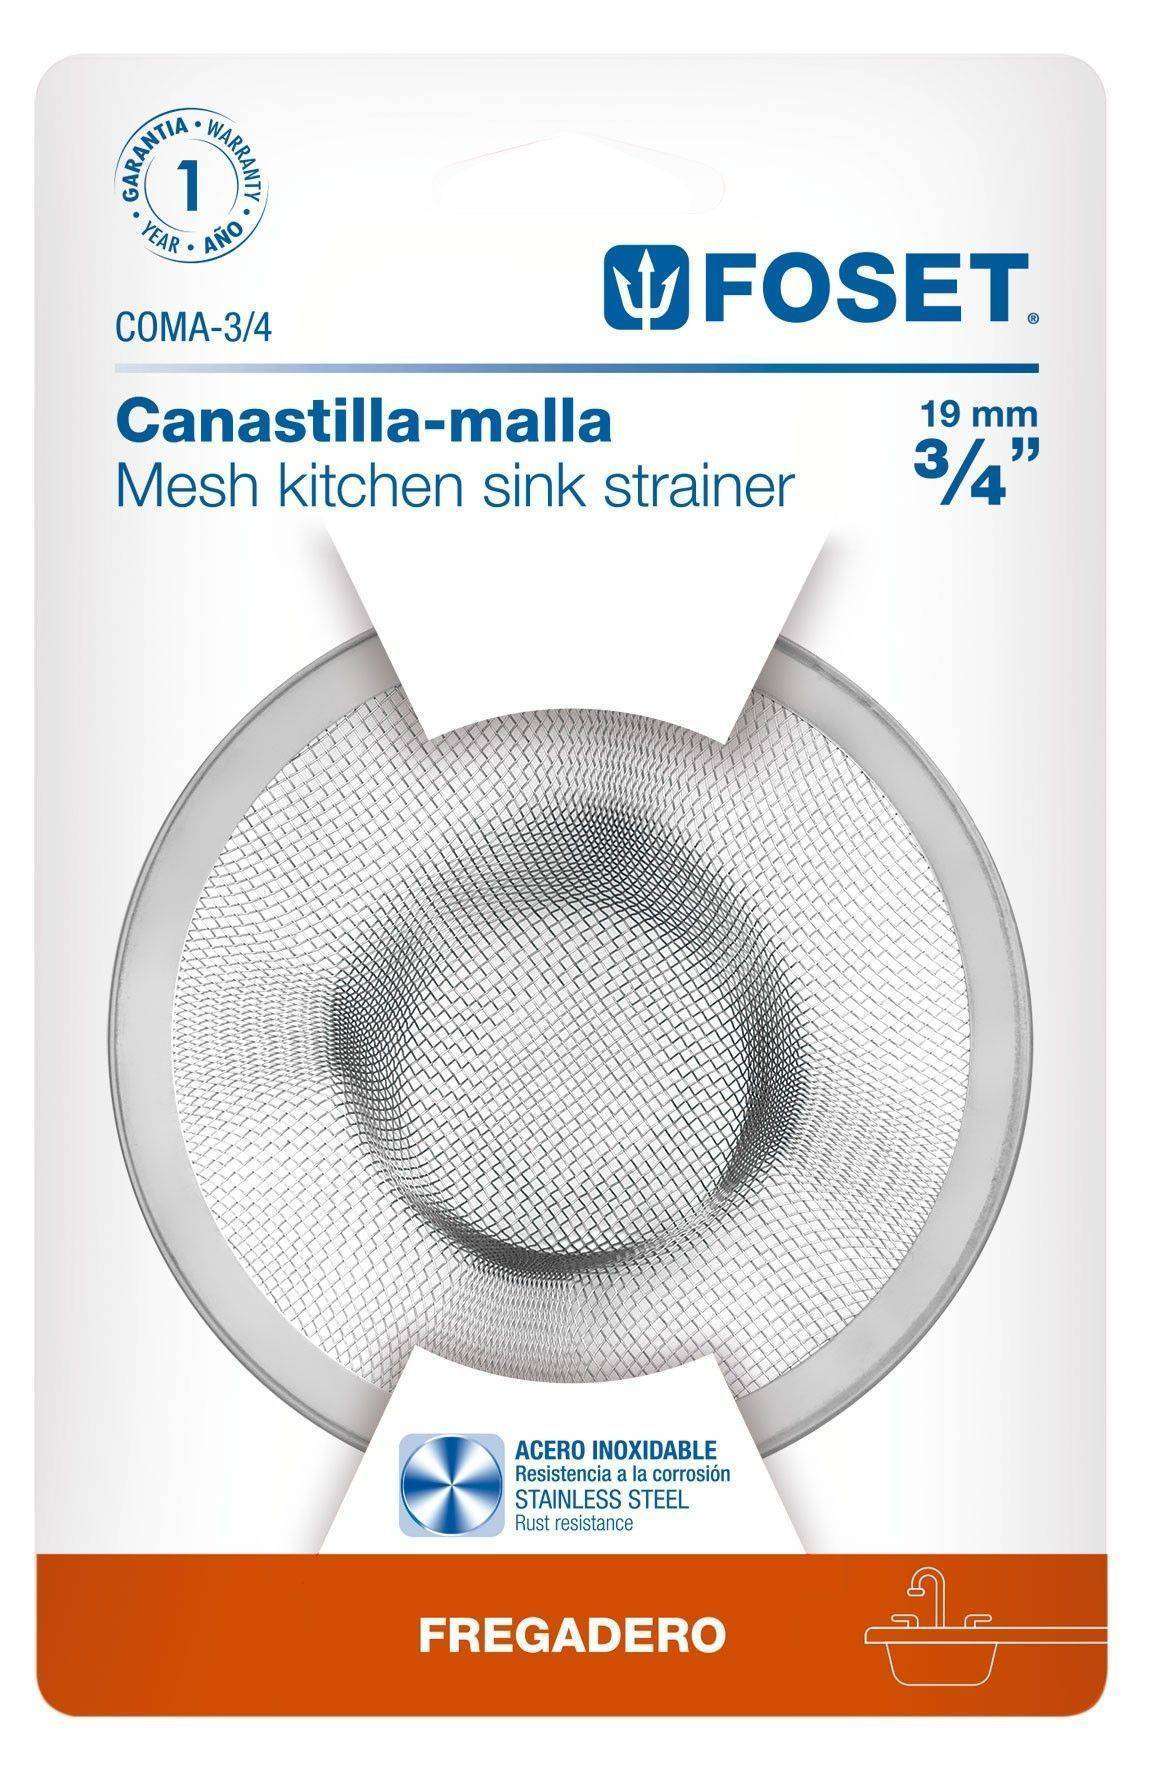 GARANTIA • WARRANTY
1
YEAR • AÑO
FOSET®
COMA-3/4
Canastilla-malla
Mesh kitchen sink strainer
19 mm
3/4”
ACERO INOXIDABLE
Resistencia a la corrosión
STAINLESS STEEL
Rust resistance
FREGADERO